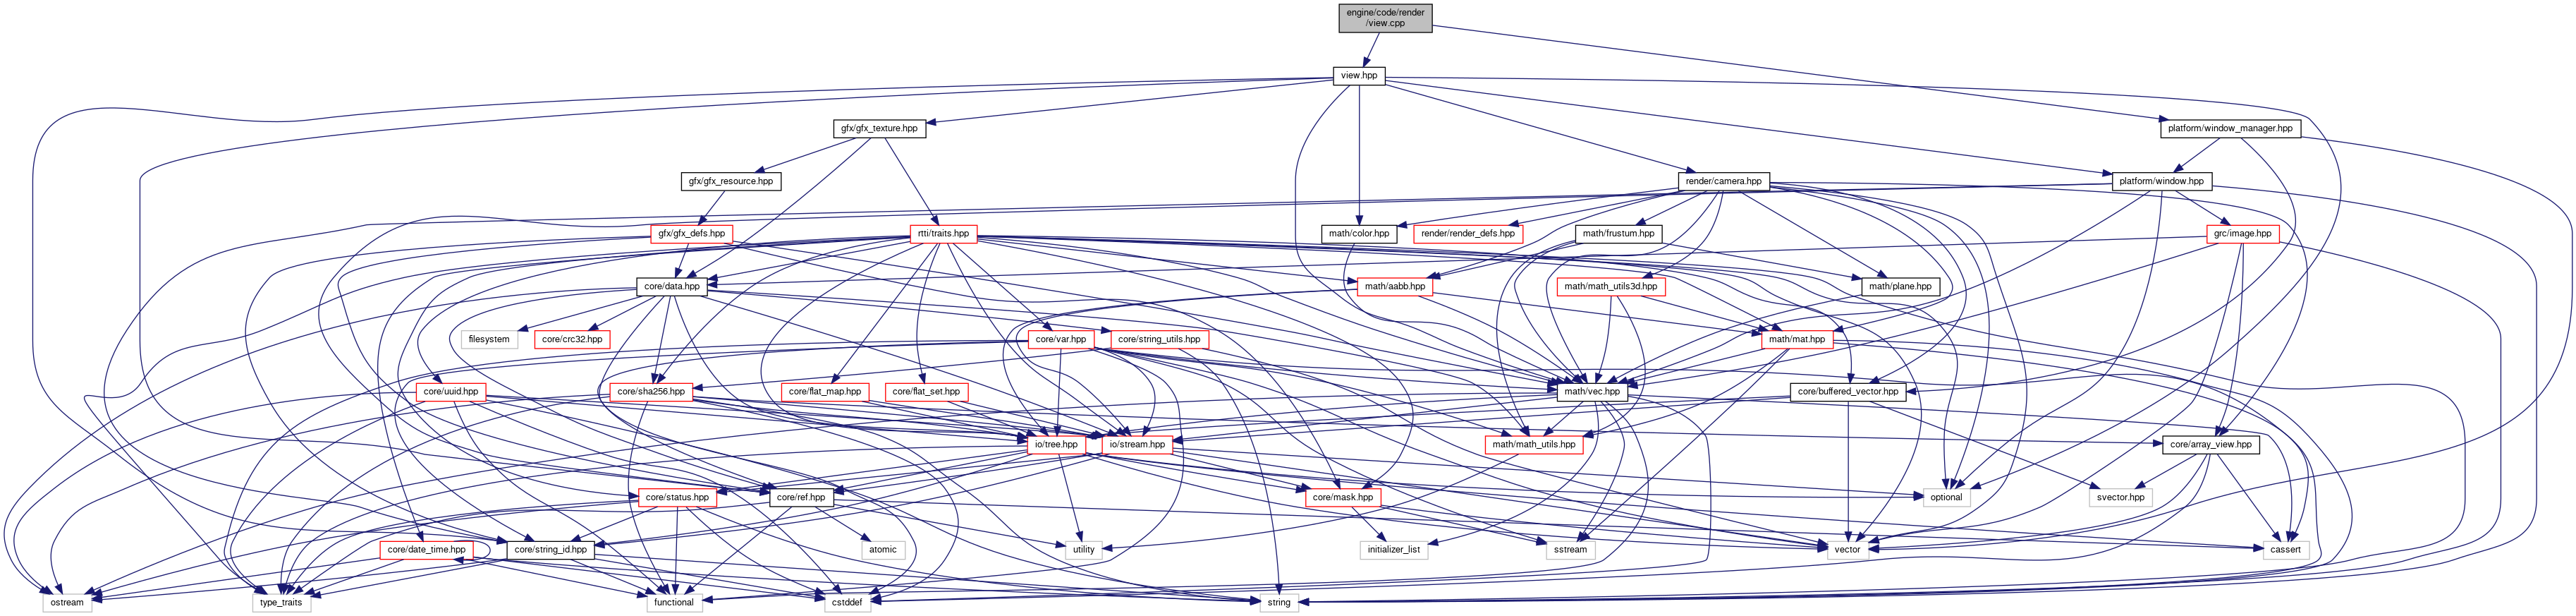 engine/code/render
/view.cpp
view.hpp
gfx/gfx_texture.hpp
platform/window_manager.hpp
gfx/gfx_resource.hpp
render/camera.hpp
platform/window.hpp
gfx/gfx_defs.hpp
rtti/traits.hpp
math/color.hpp
render/render_defs.hpp
math/frustum.hpp
grc/image.hpp
core/data.hpp
math/aabb.hpp
math/math_utils3d.hpp
math/plane.hpp
filesystem
core/crc32.hpp
core/var.hpp
core/string_utils.hpp
math/mat.hpp
core/uuid.hpp
core/sha256.hpp
core/flat_map.hpp
core/flat_set.hpp
math/vec.hpp
core/buffered_vector.hpp
io/tree.hpp
io/stream.hpp
math/math_utils.hpp
core/array_view.hpp
core/status.hpp
core/ref.hpp
core/mask.hpp
optional
svector.hpp
core/date_time.hpp
core/string_id.hpp
atomic
utility
initializer_list
sstream
vector
cassert
ostream
type_traits
functional
cstddef
string